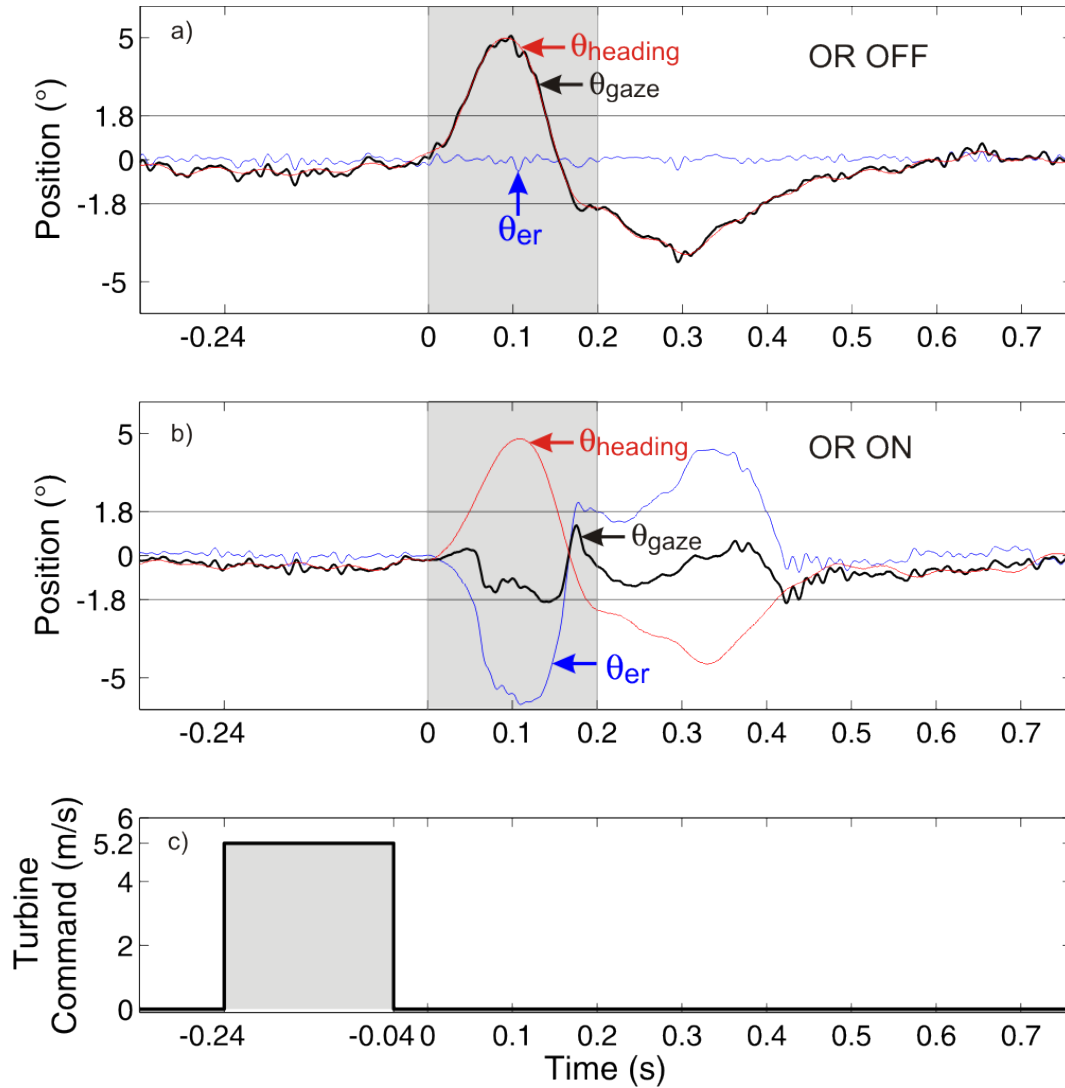 a)
OR OFF
θheading
θgaze
θer
Position (°)
5
1.8
0
-1.8
-5
-0.24 0 0.1 0.2 0.3 0.4 0.5 0.6 0.7
b)
OR ON
θheading
θgaze
θer
Position (°)
5
1.8
0
-1.8
-5
-0.24 0 0.1 0.2 0.3 0.4 0.5 0.6 0.7
c)
Turbine
Command (m/s)
6
5.2
4
2
0
-0.24 -0.04 0 0.1 0.2 0.3 0.4 0.5 0.6 0.7
Time (s)